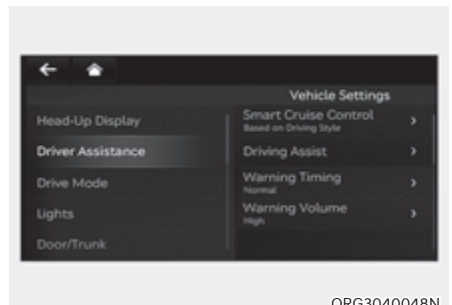 Vehicle Settings
Head-Up Display
Driver Assistance
Drive Mode
Lights
Door/Trunk
Smart Cruise Control
Based on Driving Style
Driving Assist
Warning Timing
Normal
Warning Volume
High
ORG3040048N